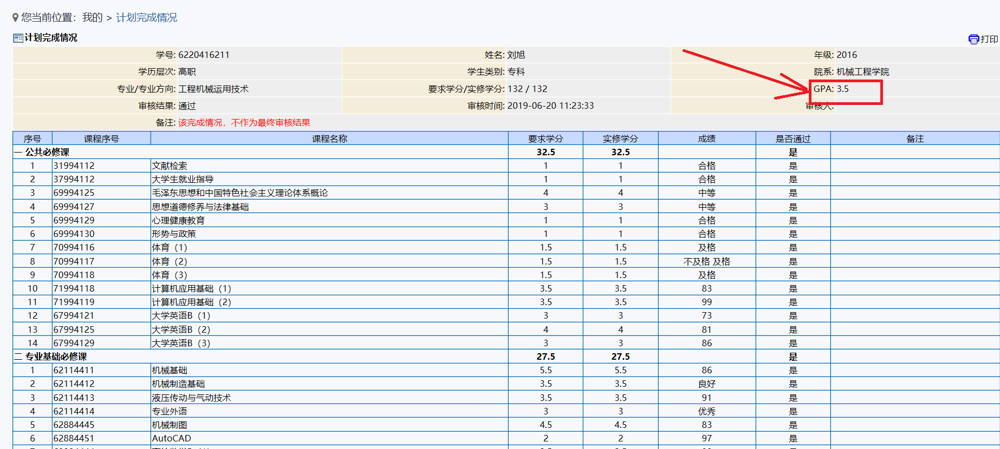 您当前位置：我的 > 计划完成情况
计划完成情况
打印
学号: 6220416211 姓名: 刘旭 年级: 2016
学历层次: 高职 学生类别: 专科 院系: 机械工程学院
专业/专业方向: 工程机械运用技术 要求学分/实修学分: 132 / 132 GPA: 3.5
审核结果: 通过 审核时间: 2019-06-20 11:23:33 审核人:
备注: 该完成情况，不作为最终审核结果
序号 课程序号 课程名称 要求学分 实修学分 成绩 是否通过 备注
一 公共必修课 32.5 32.5 是
1 31994112 文献检索 1 1 合格 是
2 37994112 大学生就业指导 1 1 合格 是
3 69994125 毛泽东思想和中国特色社会主义理论体系概论 4 4 中等 是
4 69994127 思想道德修养与法律基础 3 3 中等 是
5 69994129 心理健康教育 1 1 合格 是
6 69994130 形势与政策 1 1 合格 是
7 70994116 体育（1） 1.5 1.5 及格 是
8 70994117 体育（2） 1.5 1.5 不及格 及格 是
9 70994118 体育（3） 1.5 1.5 及格 是
10 71994118 计算机应用基础（1） 3.5 3.5 83 是
11 71994119 计算机应用基础（2） 3.5 3.5 99 是
12 67994121 大学英语B（1） 3 3 73 是
13 67994125 大学英语B（2） 4 4 81 是
14 67994129 大学英语B（3） 3 3 86 是
二 专业基础必修课 27.5 27.5 是
1 62114411 机械基础 5.5 5.5 86 是
2 62114412 机械制造基础 3.5 3.5 良好 是
3 62114413 液压传动与气动技术 3.5 3.5 91 是
4 62114414 专业外语 3 3 优秀 是
5 62884445 机械制图 4.5 4.5 83 是
6 62884451 AutoCAD 2 2 97 是